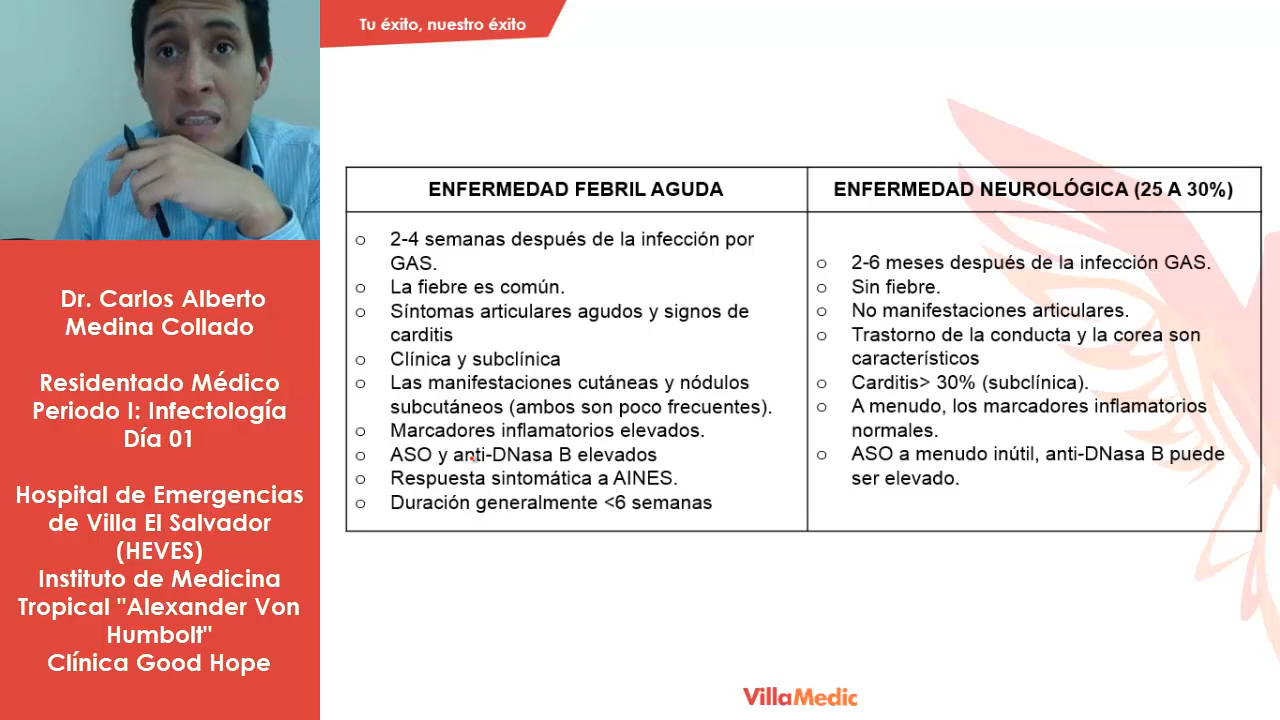 Tu éxito, nuestro éxito
Dr. Carlos Alberto
Medina Collado
Residentado Médico
Periodo I: Infectología
Día 01
Hospital de Emergencias
de Villa El Salvador
(HEVES)
Instituto de Medicina
Tropical "Alexander Von
Humbolt"
Clínica Good Hope
ENFERMEDAD FEBRIL AGUDA
o 2-4 semanas después de la infección por
GAS.
o La fiebre es común.
o Síntomas articulares agudos y signos de
carditis
o Clínica y subclínica
o Las manifestaciones cutáneas y nódulos
subcutáneos (ambos son poco frecuentes).
o Marcadores inflamatorios elevados.
o ASO y anti-DNasa B elevados
o Respuesta sintomática a AINES.
o Duración generalmente <6 semanas
ENFERMEDAD NEUROLÓGICA (25 A 30%)
o 2-6 meses después de la infección GAS.
o Sin fiebre.
o No manifestaciones articulares.
o Trastorno de la conducta y la corea son
característicos
o Carditis> 30% (subclínica).
o A menudo, los marcadores inflamatorios
normales.
o ASO a menudo inútil, anti-DNasa B puede
ser elevado.
VillaMedic